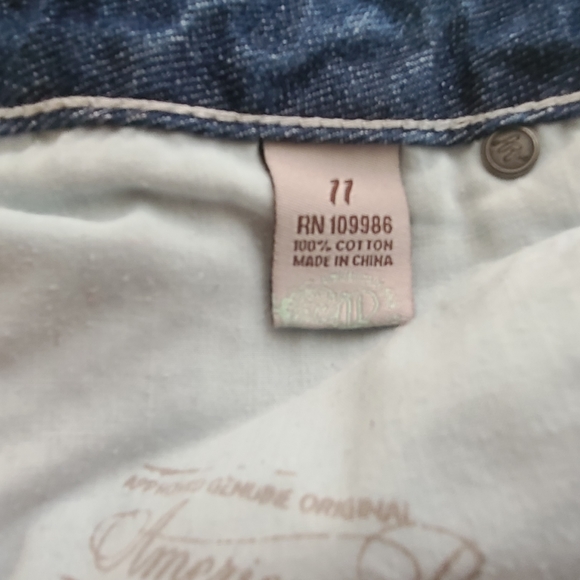 11
RN 109986
100% COTTON
MADE IN CHINA
GENUINE ORIGINAL